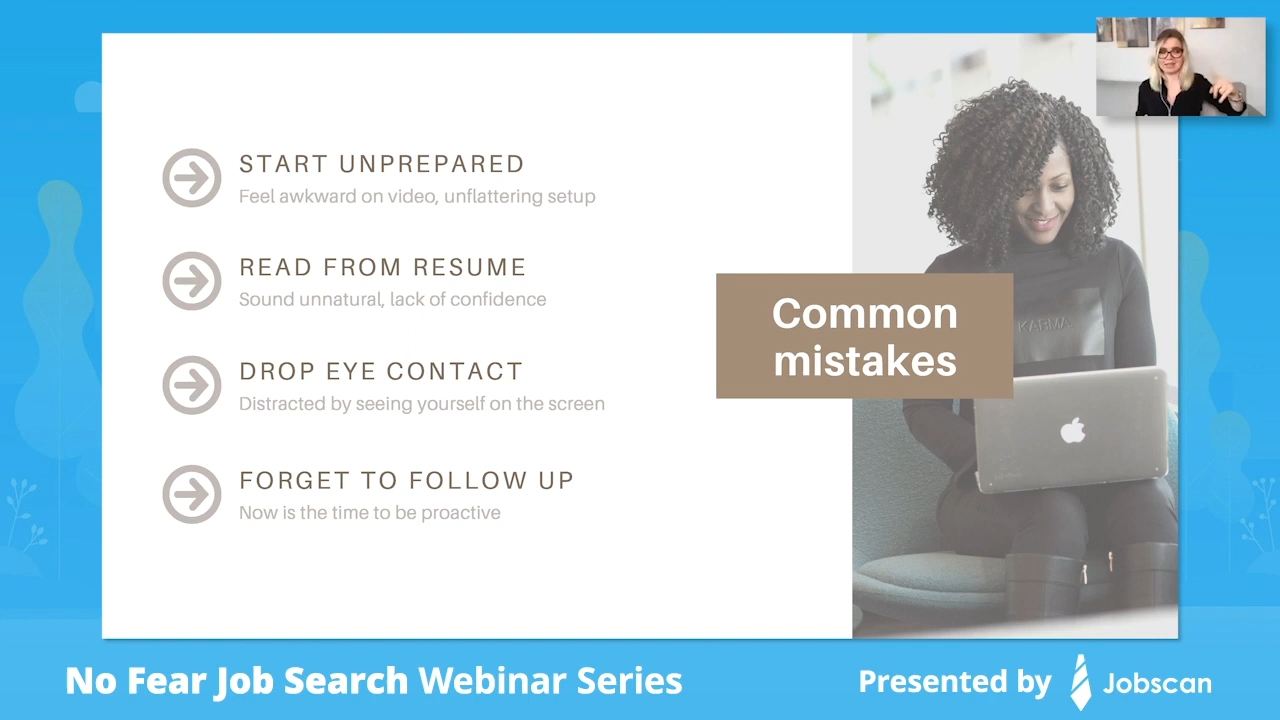 START UNPREPARED
Feel awkward on video, unflattering setup
READ FROM RESUME
Sound unnatural, lack of confidence
DROP EYE CONTACT
Distracted by seeing yourself on the screen
FORGET TO FOLLOW UP
Now is the time to be proactive
Common
mistakes
KARMA
No Fear Job Search Webinar Series
Presented by Jobscan